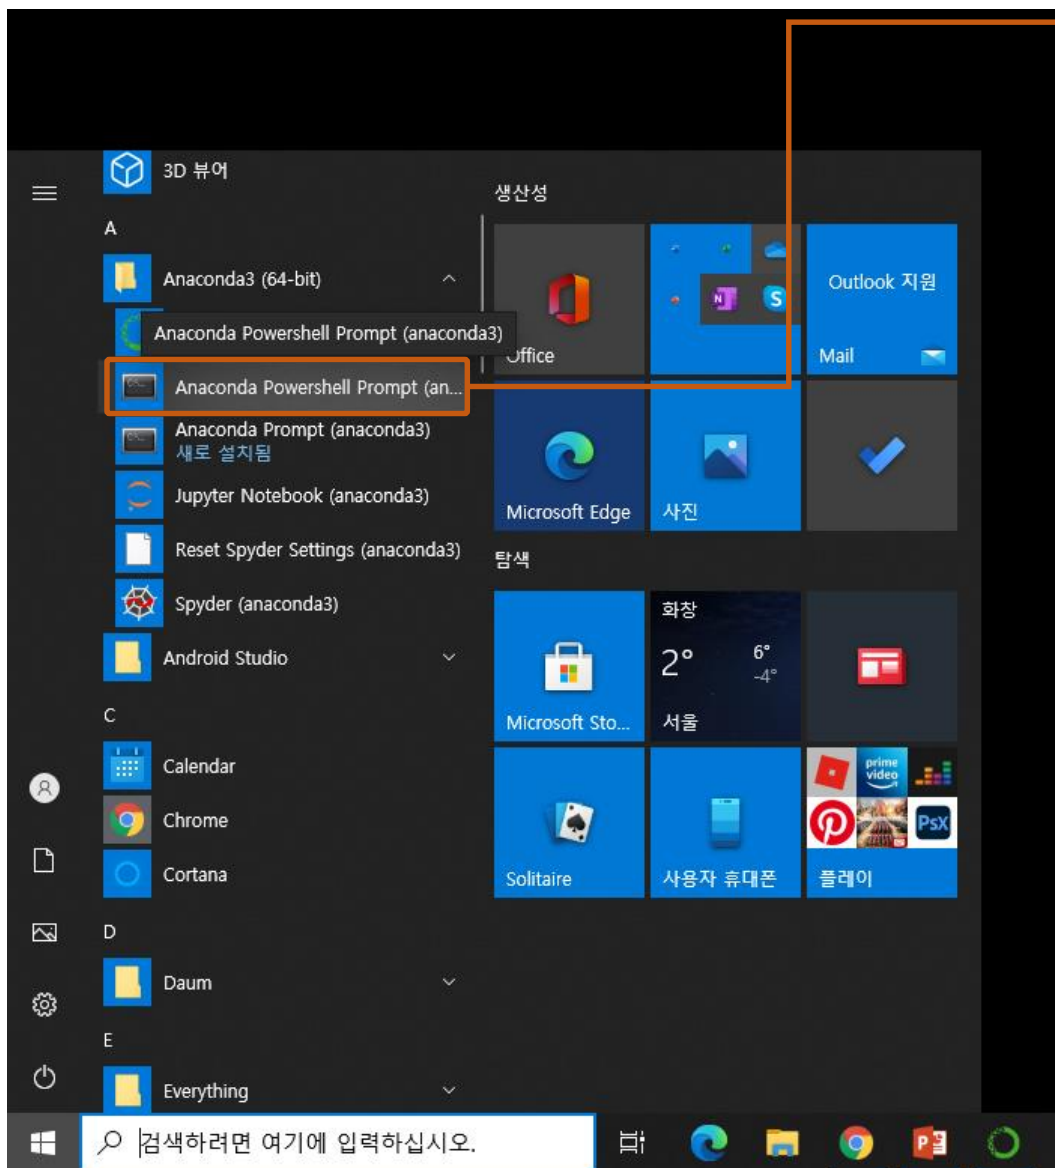 3D 뷰어
A
Anaconda3 (64-bit)
Anaconda Powershell Prompt (anaconda3)
Anaconda Powershell Prompt (an...
Anaconda Prompt (anaconda3)
새로 설치됨
Jupyter Notebook (anaconda3)
Reset Spyder Settings (anaconda3)
Spyder (anaconda3)
Android Studio
C
Calendar
Chrome
Cortana
D
Daum
E
Everything
생산성
Office
Outlook 지원
Mail
Microsoft Edge
사진
탐색
Microsoft Sto...
화창
2°
6°
-4°
서울
Solitaire
사용자 휴대폰
prime
video
PsX
플레이
검색하려면 여기에 입력하십시오.